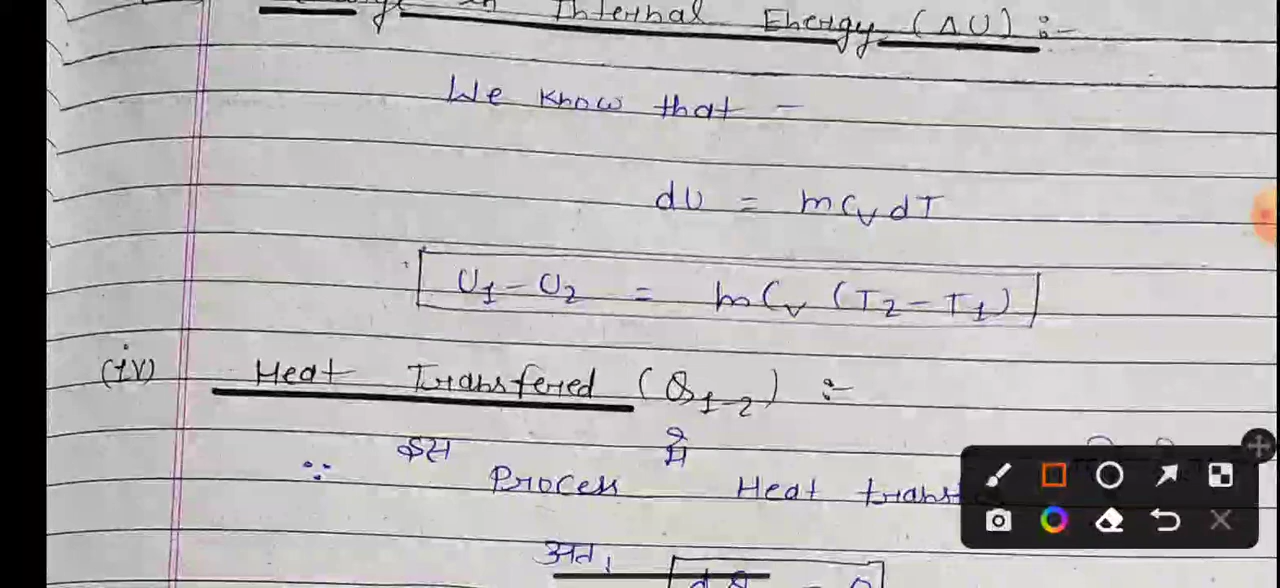 in Internal Energy (ΔU) :-
We know that -
dU = mCv dT
U1 - U2 = mCv (T2 - T1)
(iv) Heat Transfered (Q1-2) :-
∵ इस Process में Heat
अतः